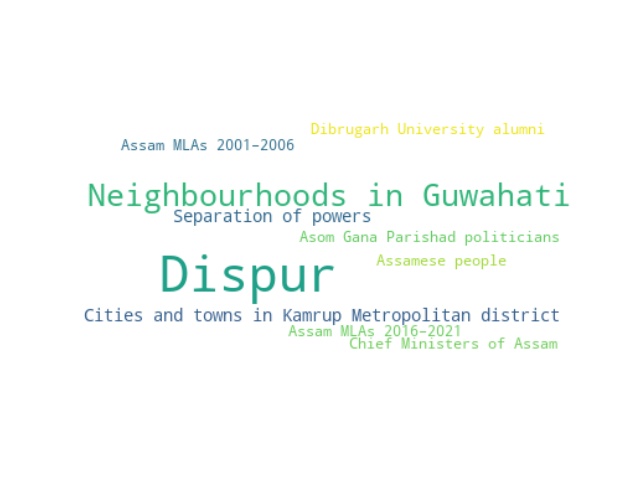 Dibrugarh University alumni
Assam MLAs 2001–2006
Neighbourhoods in Guwahati
Separation of powers
Asom Gana Parishad politicians
Assamese people
Dispur
Cities and towns in Kamrup Metropolitan district
Assam MLAs 2016–2021
Chief Ministers of Assam